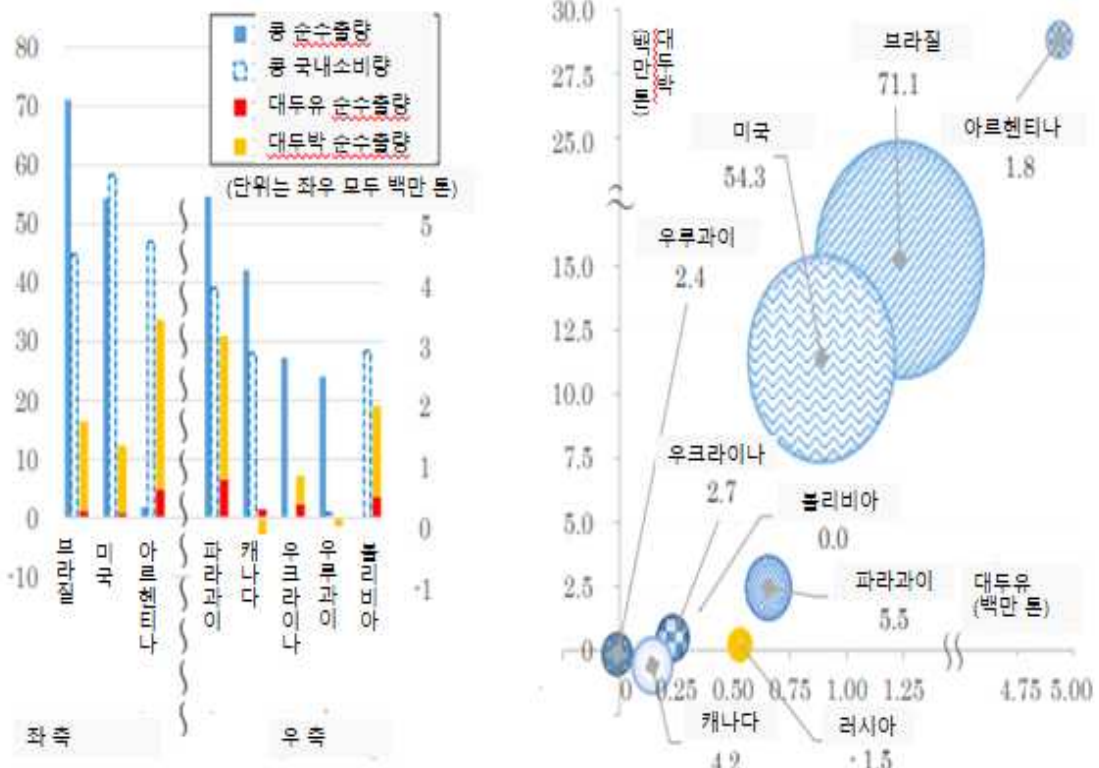 콩 순수출량
콩 국내소비량
대두유 순수출량
대두박 순수출량
(단위는 좌우 모두 백만 톤)
80
70
60
50
40
30
20
10
0
-10
5
4
3
2
1
0
-1
브라질
미국
아르헨티나
파라과이
캐나다
우크라이나
우루과이
볼리비아
좌 측
우 측
30.0
27.5
25.0
15.0
12.5
10.0
7.5
5.0
2.5
0
대두박
(백만 톤)
브라질
71.1
아르헨티나
1.8
미국
54.3
우루과이
2.4
우크라이나
2.7
볼리비아
0.0
파라과이
5.5
대두유
(백만 톤)
0 0.25 0.50 0.75 1.00 1.25 4.75 5.00
캐나다
4.2
러시아
-1.5